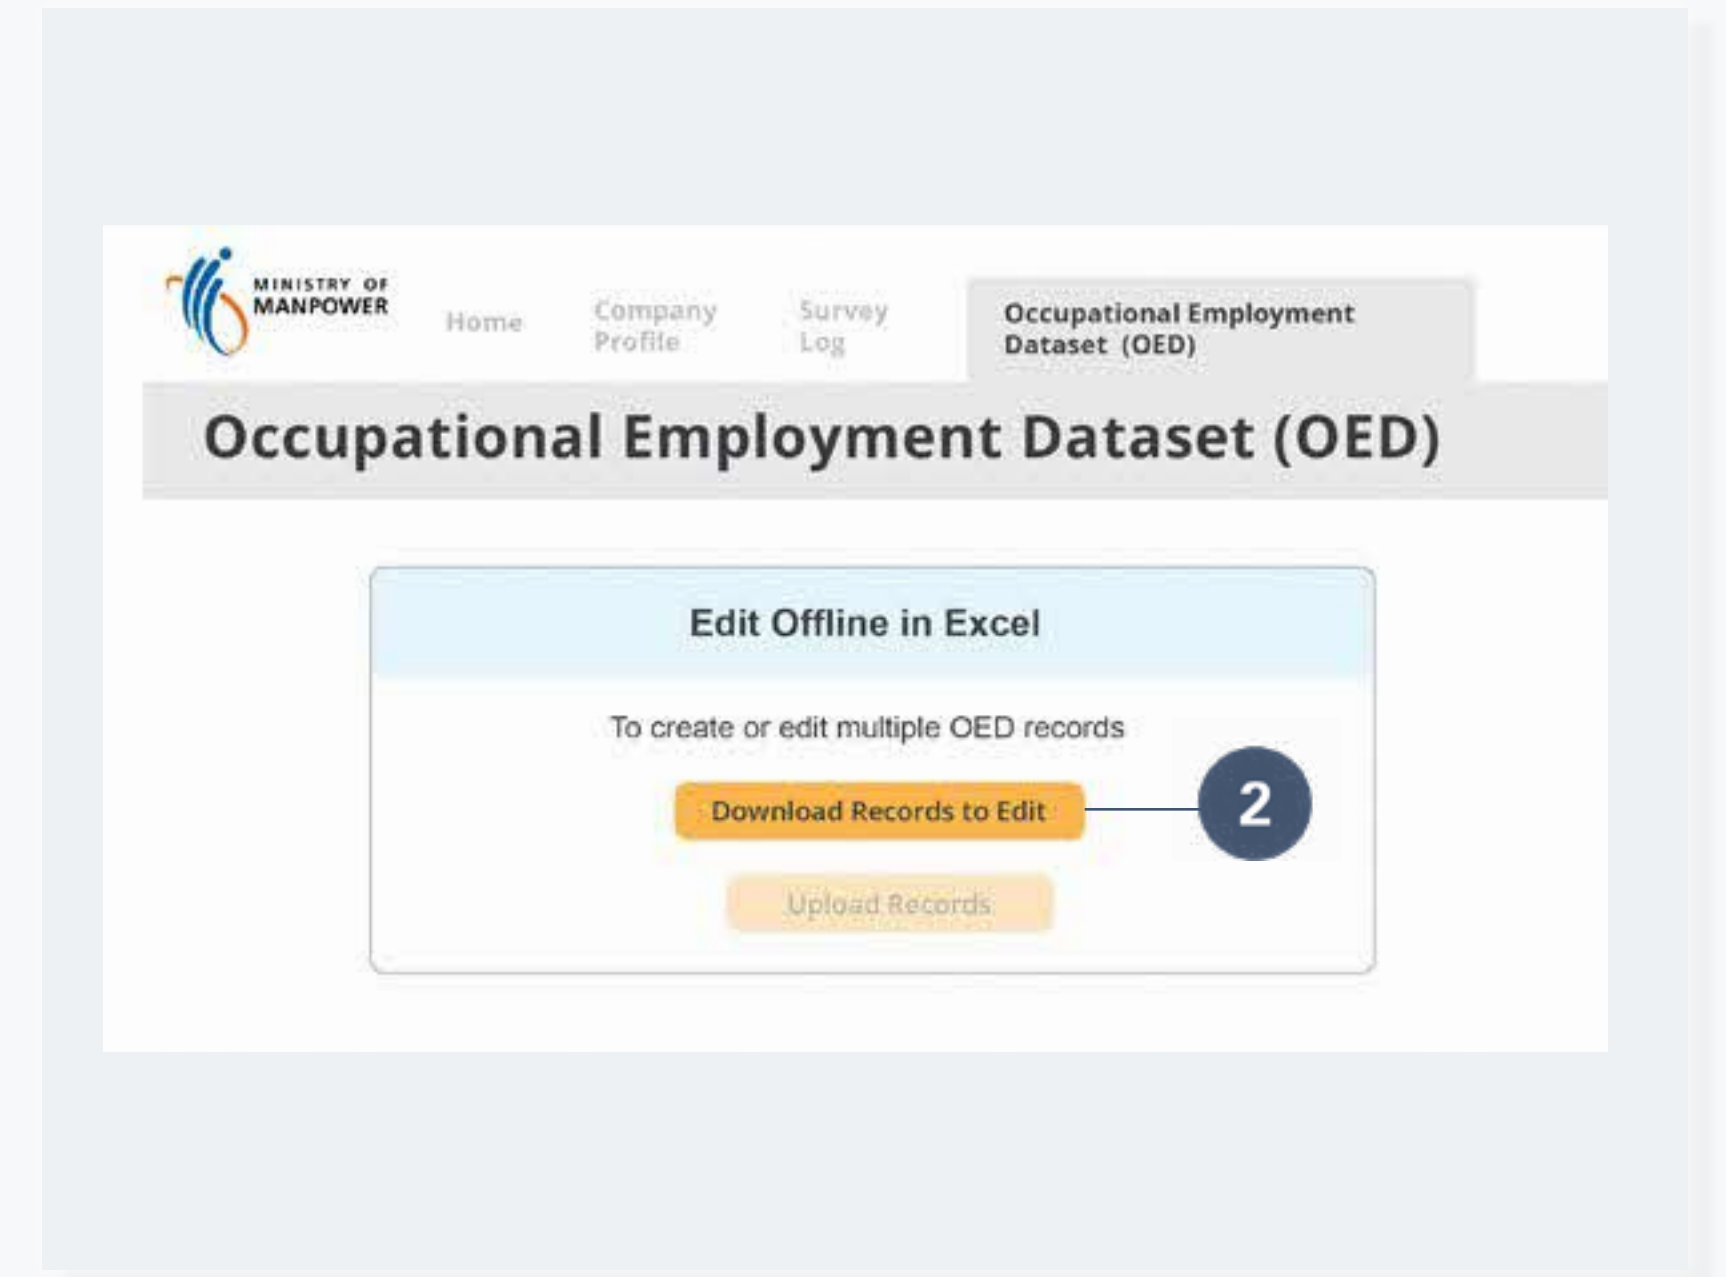 MINISTRY OF
MANPOWER
Home
Company
Profile
Survey
Log
Occupational Employment
Dataset (OED)
Occupational Employment Dataset (OED)
Edit Offline in Excel
To create or edit multiple OED records
Download Records to Edit
2
Upload Records